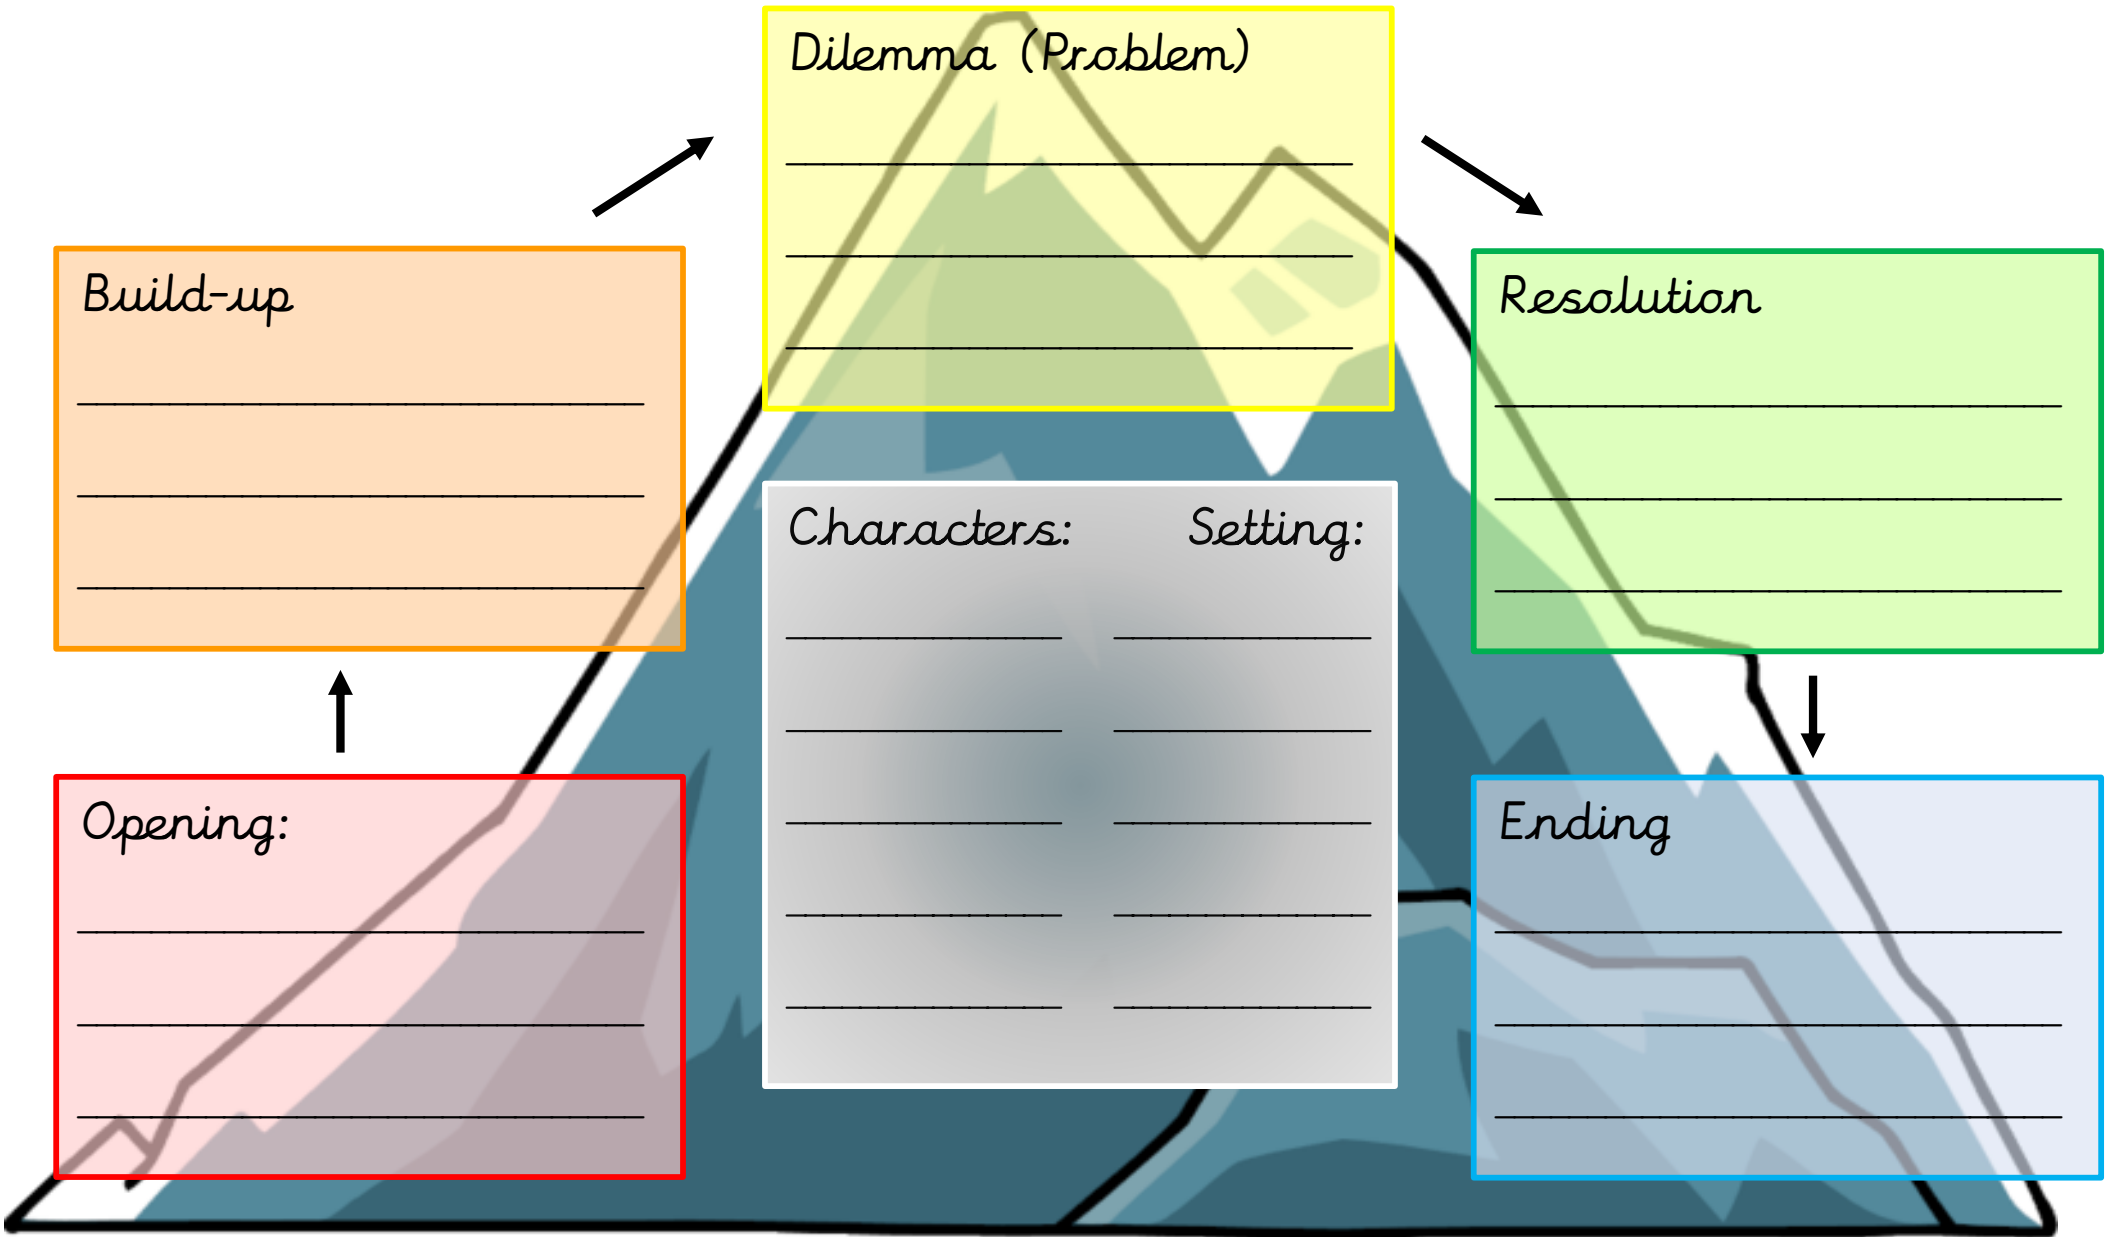 Dilemma (Problem)
Build-up
Resolution
Characters: Setting:
Opening:
Ending